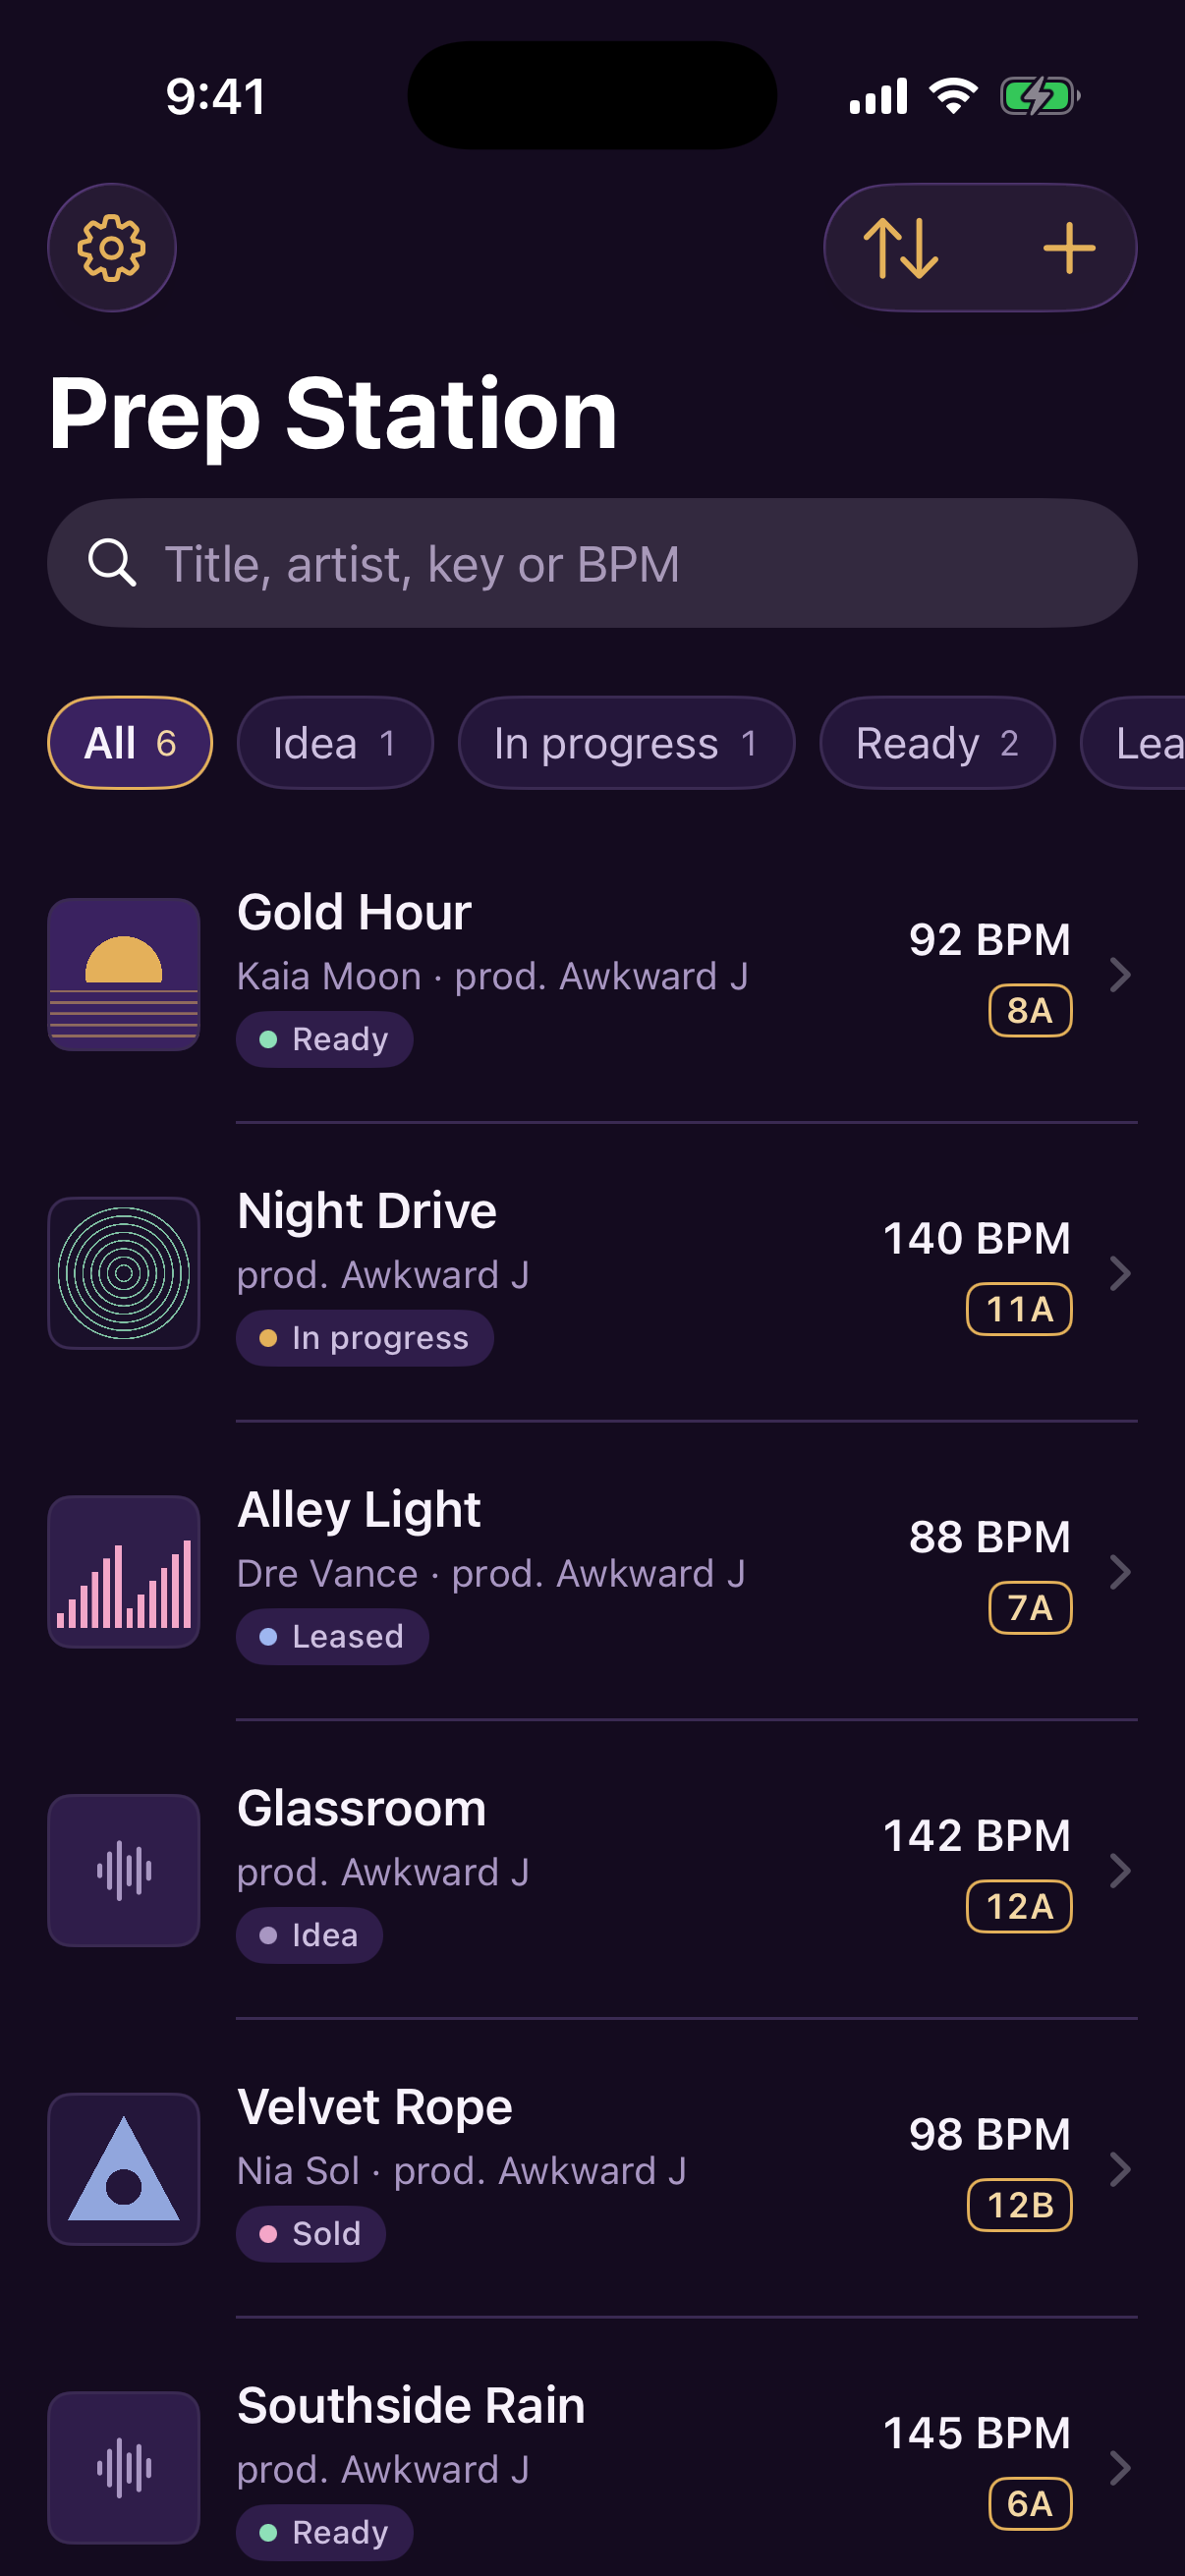 9:41
Prep Station
Title, artist, key or BPM
All 6 Idea 1 In progress 1 Ready 2 Lea
Gold Hour
Kaia Moon · prod. Awkward J
Ready
92 BPM
8A
Night Drive
prod. Awkward J
In progress
140 BPM
11A
Alley Light
Dre Vance · prod. Awkward J
Leased
88 BPM
7A
Glassroom
prod. Awkward J
Idea
142 BPM
12A
Velvet Rope
Nia Sol · prod. Awkward J
Sold
98 BPM
12B
Southside Rain
prod. Awkward J
Ready
145 BPM
6A